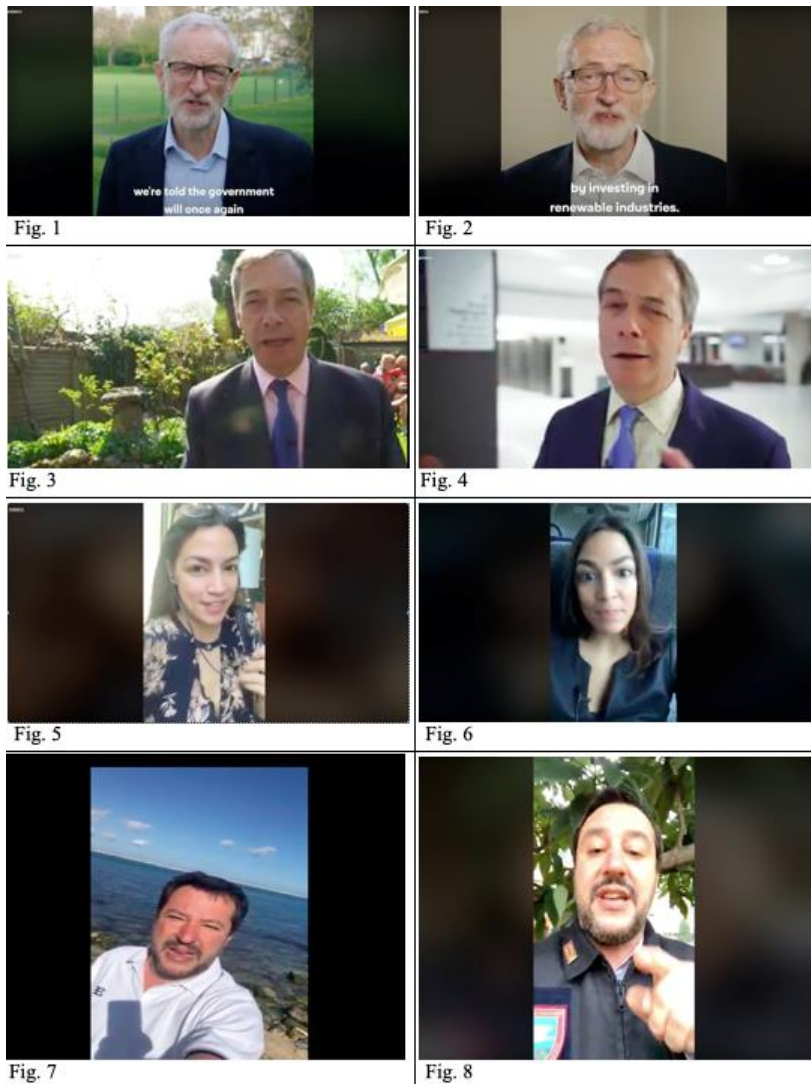 we're told the government
will once again
Fig. 1
by investing in
renewable industries.
Fig. 2
Fig. 3
Fig. 4
Fig. 5
Fig. 6
Fig. 7
Fig. 8